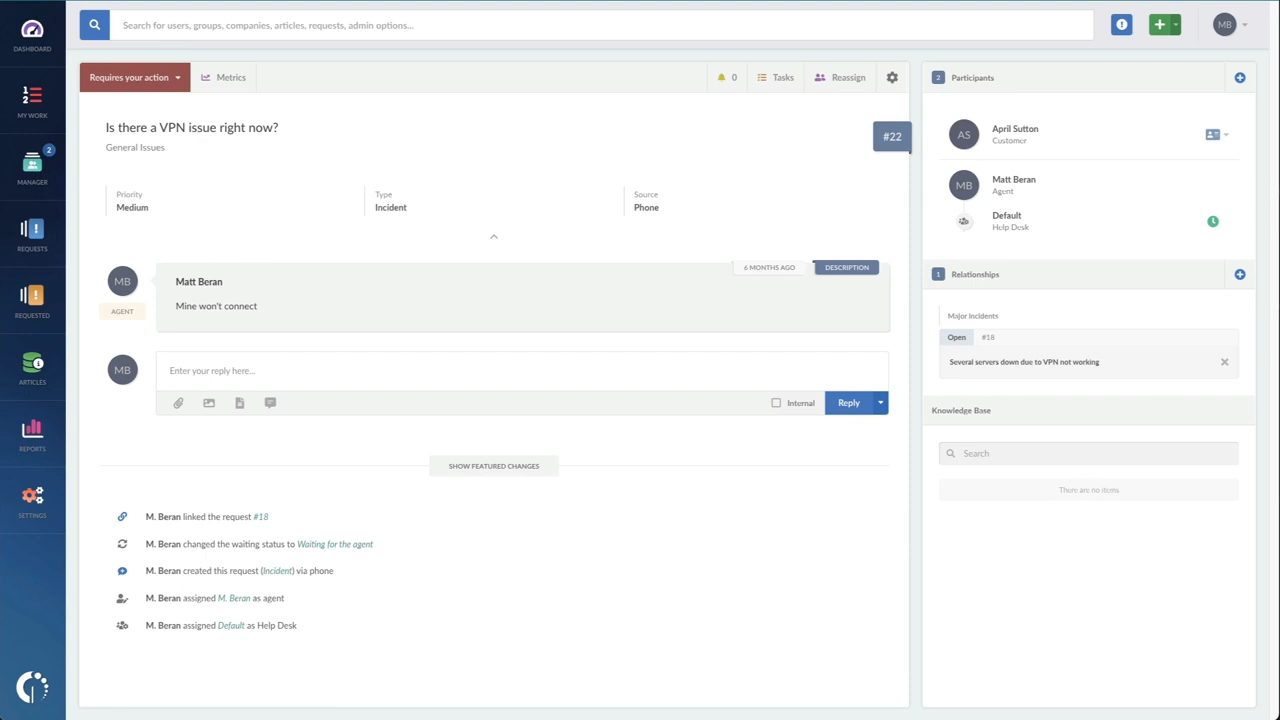 Search for users, groups, companies, articles, requests, admin options...
MB
DASHBOARD
1
2
MY WORK
2
MANAGER
REQUESTS
REQUESTED
ARTICLES
REPORTS
SETTINGS
Requires your action
Metrics
0
Tasks
Reassign
Is there a VPN issue right now?
General Issues
#22
Priority
Medium
Type
Incident
Source
Phone
MB
AGENT
Matt Beran
6 MONTHS AGO
DESCRIPTION
Mine won't connect
MB
Enter your reply here...
Internal
Reply
SHOW FEATURED CHANGES
M. Beran linked the request #18
M. Beran changed the waiting status to Waiting for the agent
M. Beran created this request (Incident) via phone
M. Beran assigned M. Beran as agent
M. Beran assigned Default as Help Desk
2 Participants
AS
April Sutton
Customer
MB
Matt Beran
Agent
Default
Help Desk
1 Relationships
Major Incidents
Open #18
Several servers down due to VPN not working
Knowledge Base
Search
There are no items